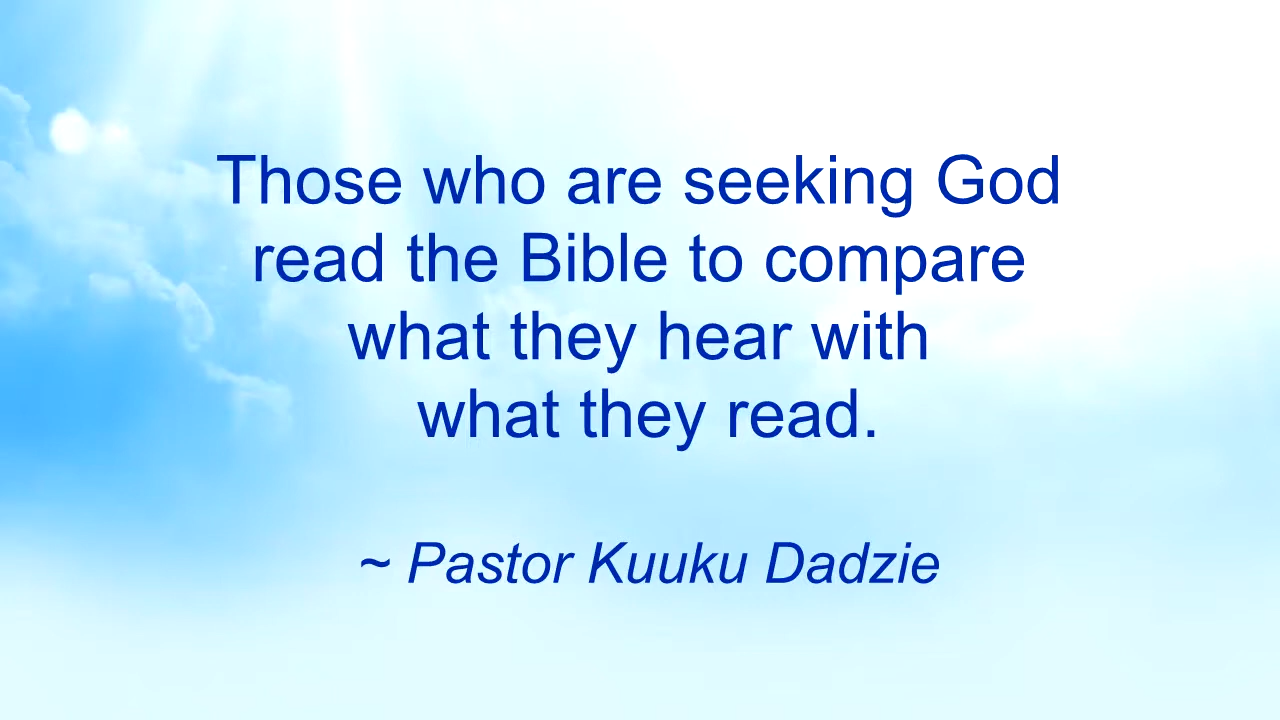 Those who are seeking God
read the Bible to compare
what they hear with
what they read.
~ Pastor Kuuku Dadzie